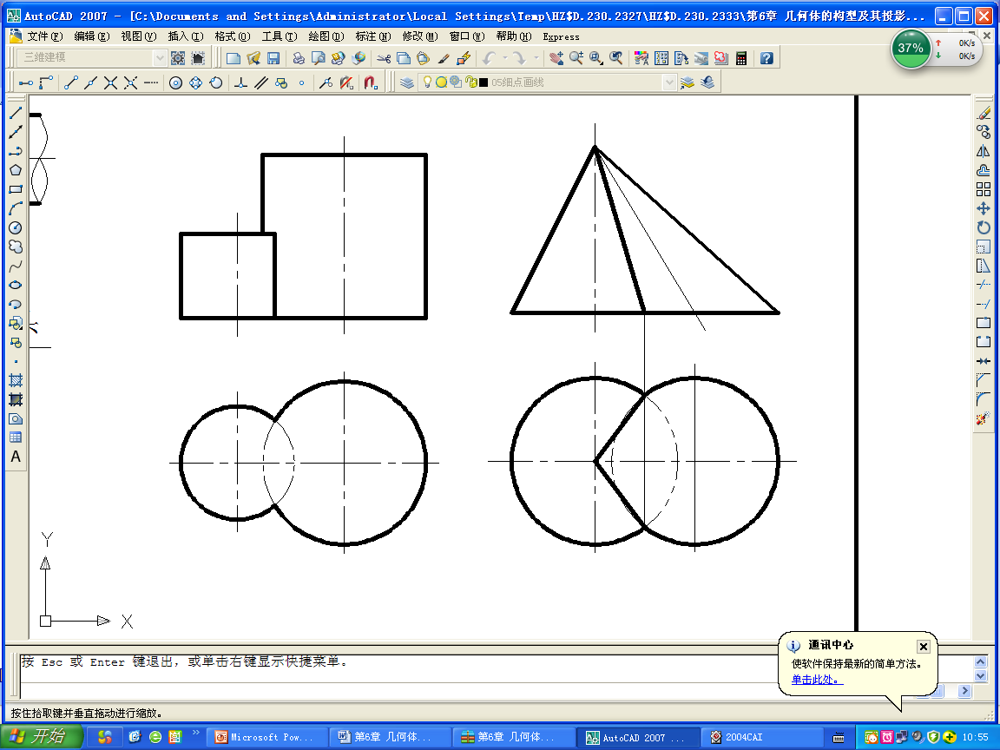 AutoCAD 2007 - [C:\Documents and Settings\Administrator\Local Settings\Temp\HZ$D.230.2327\HZ$D.230.2333\第6章 几何体的构型及其投影...
文件(F) 编辑(E) 视图(V) 插入(I) 格式(O) 工具(T) 绘图(D) 标注(N) 修改(M) 窗口(W) 帮助(H) Express
37% 0K/s
0K/s
三维建模
05细点画线
A
Y
X
按 Esc 或 Enter 键退出，或单击右键显示快捷菜单。
通讯中心
使软件保持最新的简单方法。
单击此处。
按住拾取键并垂直拖动进行缩放。
开始 Microsoft Pow... 第6章 几何体... 第6章 几何体... AutoCAD 2007 ... 2004CAI 10:55